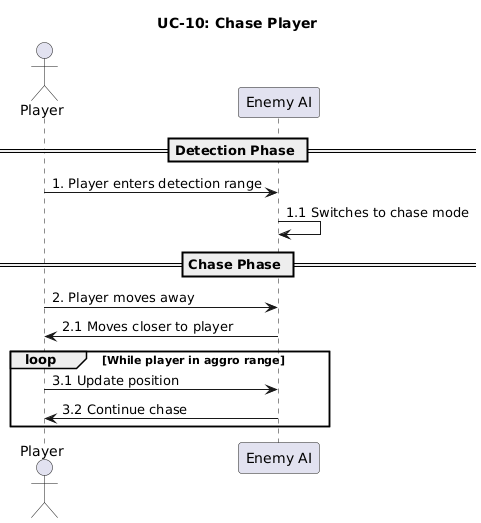 UC-10: Chase Player
Player
Enemy AI
Detection Phase
1. Player enters detection range
1.1 Switches to chase mode
Chase Phase
2. Player moves away
2.1 Moves closer to player
loop [While player in aggro range]
3.1 Update position
3.2 Continue chase
Player
Enemy AI